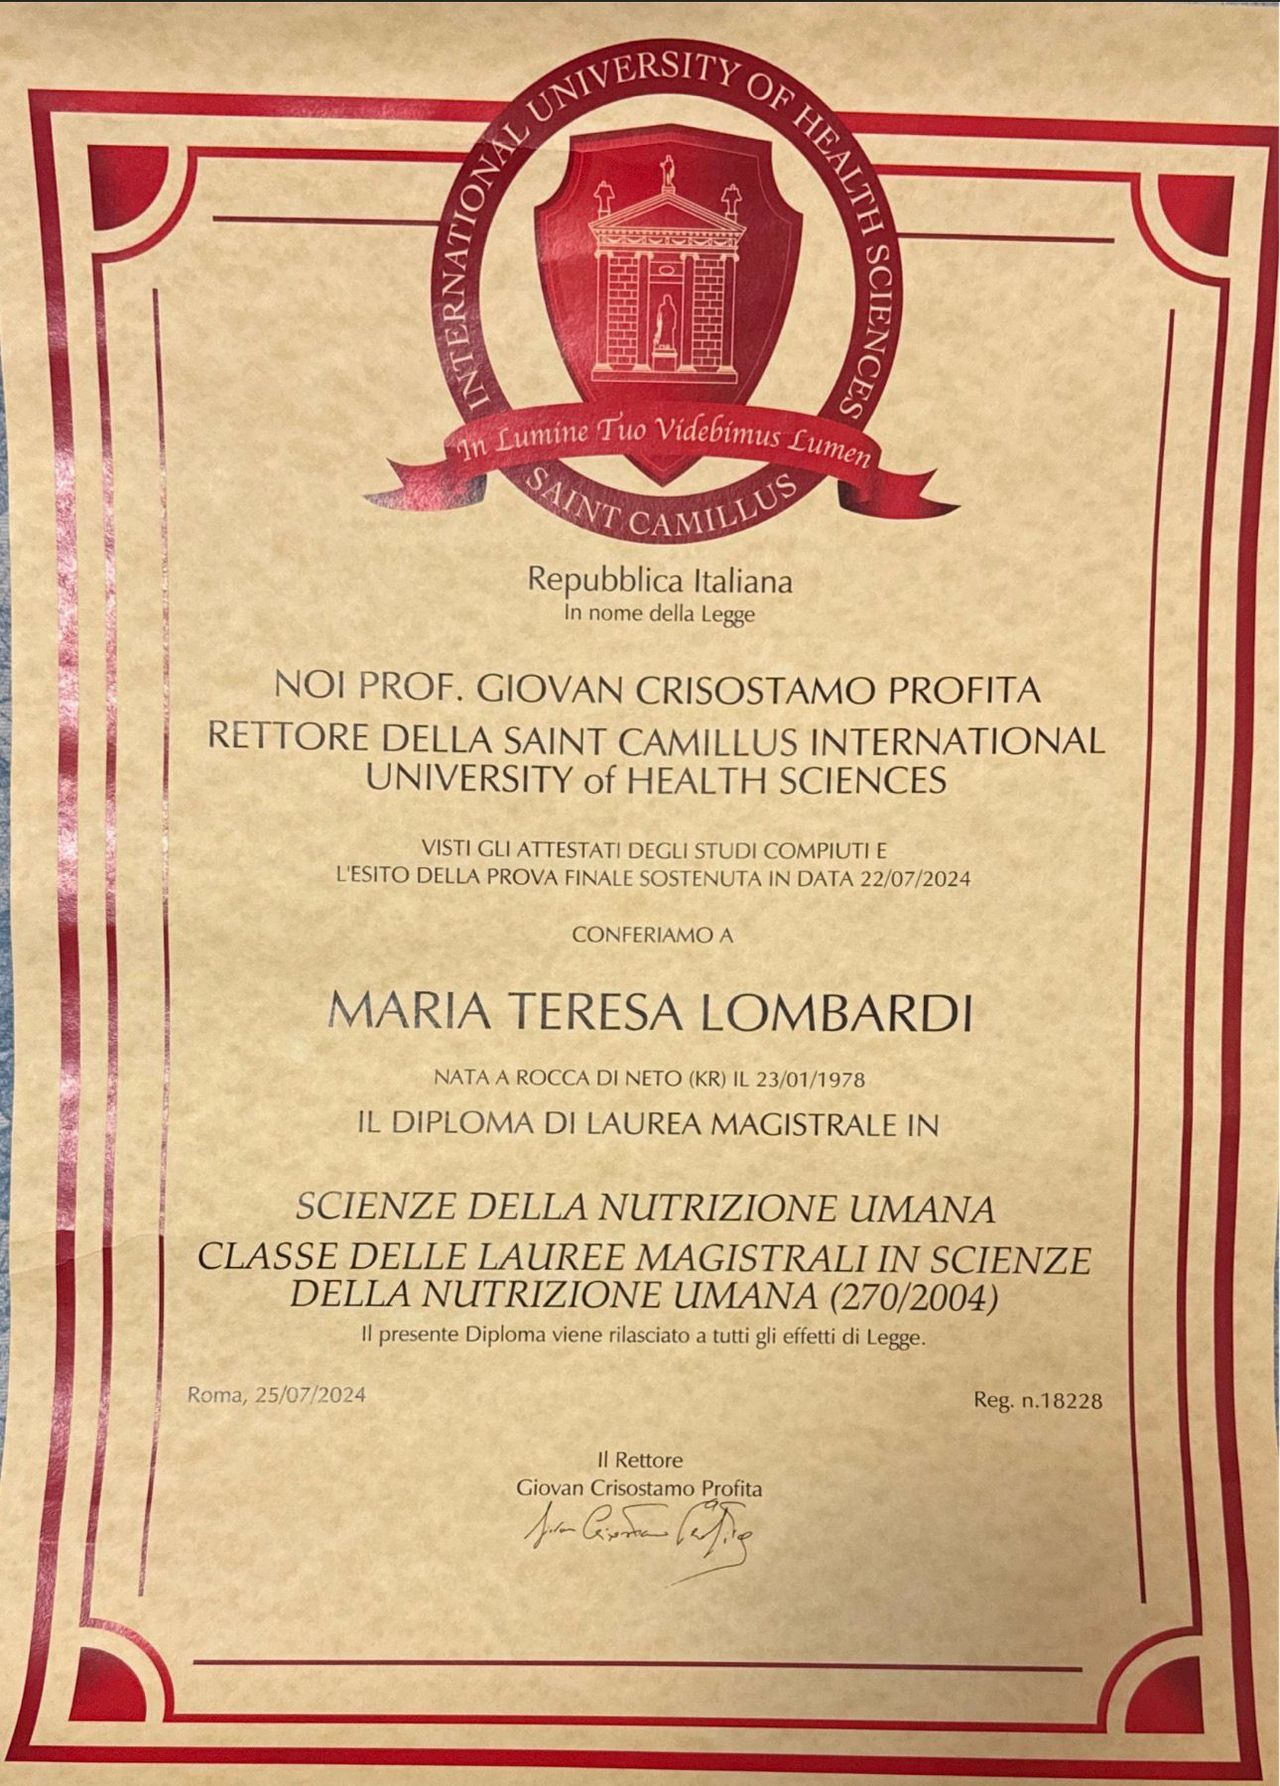 INTERNATIONAL UNIVERSITY OF HEALTH SCIENCES
In Lumine Tuo Videbimus Lumen
SAINT CAMILLUS
Repubblica Italiana
In nome della Legge
NOI PROF. GIOVAN CRISOSTAMO PROFITA
RETTORE DELLA SAINT CAMILLUS INTERNATIONAL
UNIVERSITY of HEALTH SCIENCES
VISTI GLI ATTESTATI DEGLI STUDI COMPIUTI E
L'ESITO DELLA PROVA FINALE SOSTENUTA IN DATA 22/07/2024
CONFERIAMO A
MARIA TERESA LOMBARDI
NATA A ROCCA DI NETO (KR) IL 23/01/1978
IL DIPLOMA DI LAUREA MAGISTRALE IN
SCIENZE DELLA NUTRIZIONE UMANA
CLASSE DELLE LAUREE MAGISTRALI IN SCIENZE
DELLA NUTRIZIONE UMANA (270/2004)
Il presente Diploma viene rilasciato a tutti gli effetti di Legge.
Roma, 25/07/2024
Reg. n.18228
Il Rettore
Giovan Crisostamo Profita